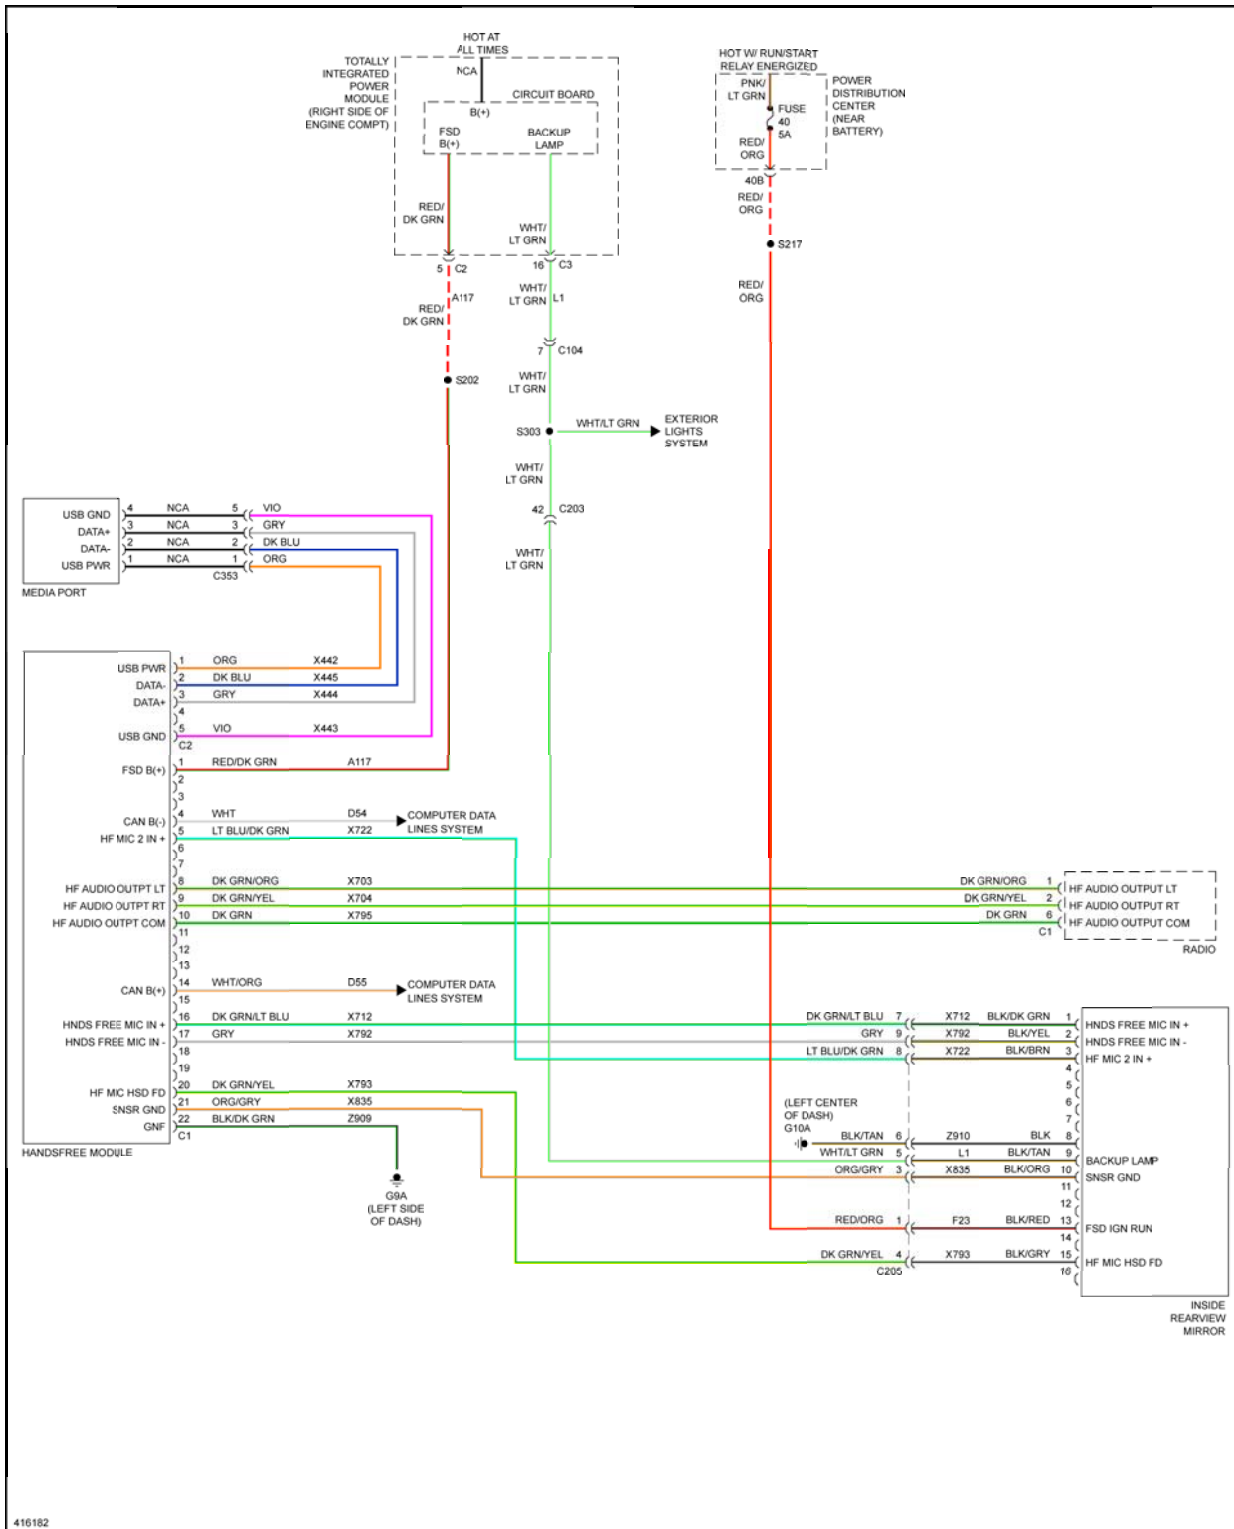 HOT AT
ALL TIMES
TOTALLY
INTEGRATED
POWER
MODULE
(RIGHT SIDE OF
ENGINE COMPT)
NCA
CIRCUIT BOARD
B(+)
FSD
B(+)
BACKUP
LAMP
RED/
DK GRN
WHT/
LT GRN
5 C2
16 C3
A117
RED/
DK GRN
WHT/
LT GRN
L1
7 C104
WHT/
LT GRN
S202
S303
WHT/LT GRN
EXTERIOR
LIGHTS
SYSTEM
WHT/
LT GRN
42 C203
WHT/
LT GRN
HOT W/ RUN/START
RELAY ENERGIZED
PNK/
LT GRN
FUSE
40
5A
RED/
ORG
POWER
DISTRIBUTION
CENTER
(NEAR
BATTERY)
40B
RED/
ORG
S217
RED/
ORG
USB GND 4 NCA 5 VIO
DATA+ 3 NCA 3 GRY
DATA- 2 NCA 2 DK BLU
USB PWR 1 NCA 1 ORG
C353
MEDIA PORT
USB PWR 1 ORG X442
DATA- 2 DK BLU X445
DATA+ 3 GRY X444
4
USB GND 5 VIO X443
C2
FSD B(+) 1 RED/DK GRN A117
2
3
CAN B(-) 4 WHT D54
COMPUTER DATA
LINES SYSTEM
HF MIC 2 IN + 5 LT BLU/DK GRN X722
6
7
HF AUDIO OUTPT LT 8 DK GRN/ORG X703
HF AUDIO OUTPT RT 9 DK GRN/YEL X704
HF AUDIO OUTPT COM 10 DK GRN X795
11
12
13
CAN B(+) 14 WHT/ORG D55
COMPUTER DATA
LINES SYSTEM
15
HNDS FREE MIC IN + 16 DK GRN/LT BLU X712
HNDS FREE MIC IN - 17 GRY X792
18
19
HF MIC HSD FD 20 DK GRN/YEL X793
SNSR GND 21 ORG/GRY X835
GNF 22 BLK/DK GRN Z909
C1
HANDSFREE MODULE
G9A
(LEFT SIDE
OF DASH)
DK GRN/ORG 1 HF AUDIO OUTPUT LT
DK GRN/YEL 2 HF AUDIO OUTPUT RT
DK GRN 6 HF AUDIO OUTPUT COM
C1
RADIO
DK GRN/LT BLU 7 X712 BLK/DK GRN 1 HNDS FREE MIC IN +
GRY 9 X792 BLK/YEL 2 HNDS FREE MIC IN -
LT BLU/DK GRN 8 X722 BLK/BRN 3 HF MIC 2 IN +
4
5
6
7
(LEFT CENTER
OF DASH)
G10A
BLK/TAN 6 Z910 BLK 8
WHT/LT GRN 5 L1 BLK/TAN 9 BACKUP LAMP
ORG/GRY 3 X835 BLK/ORG 10 SNSR GND
11
12
RED/ORG 1 F23 BLK/RED 13 FSD IGN RUN
14
DK GRN/YEL 4 X793 BLK/GRY 15 HF MIC HSD FD
C205
16
INSIDE
REARVIEW
MIRROR
416182